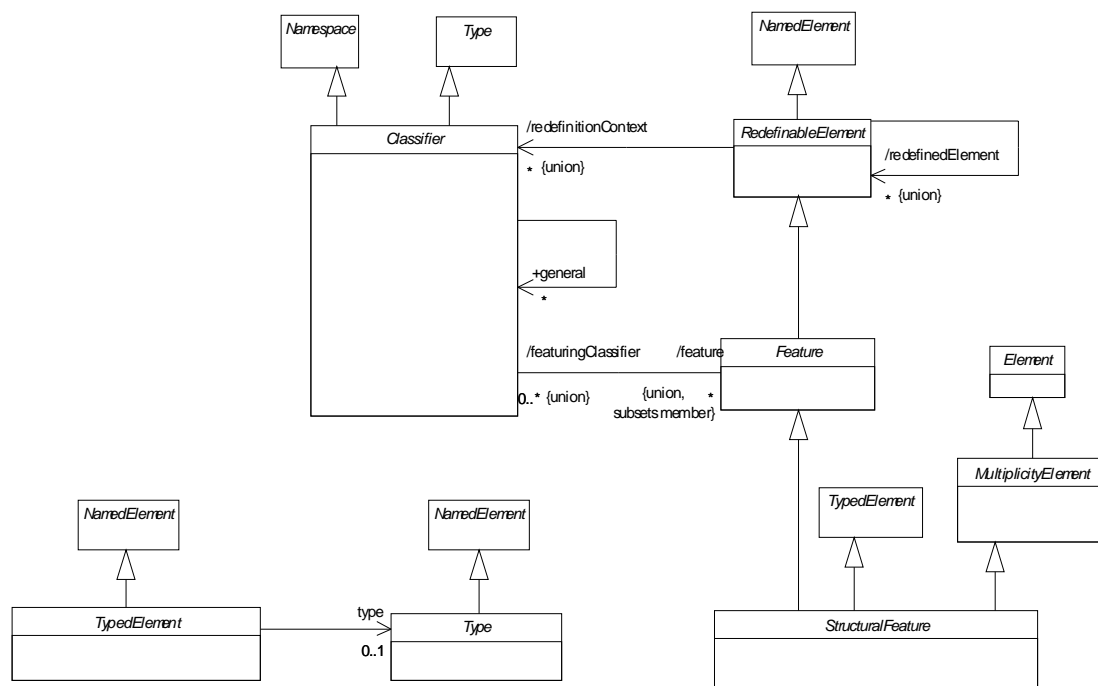 Namespace
Type
NamedElement
Classifier
/redefinitionContext
* {union}
RedefinableElement
/redefinedElement
* {union}
+general
*
/featuringClassifier
/feature
0..* {union}
{union, *
subsets member}
Feature
Element
MultiplicityElement
TypedElement
NamedElement
NamedElement
TypedElement
type
0..1
Type
StructuralFeature